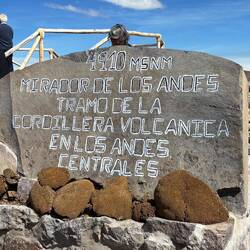 4910 MSNM
MIRADOR DE LOS ANDES
TRAMO DE LA
CORDILLERA VOLCANICA
EN LOS ANDES
CENTRALES